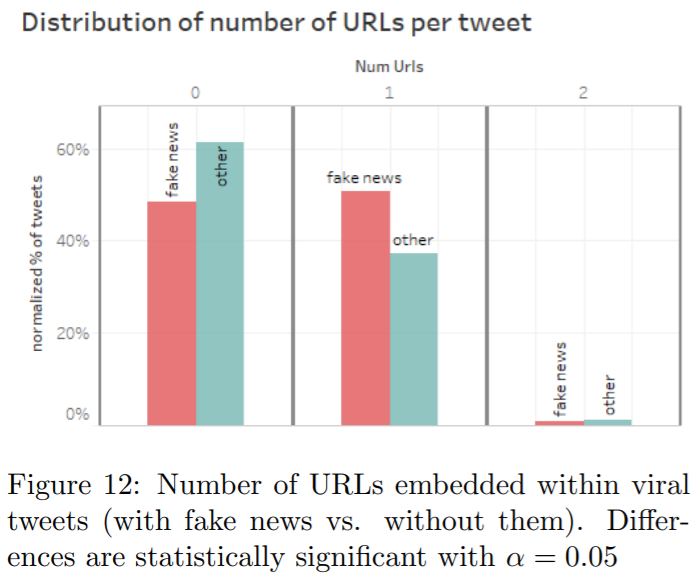 Distribution of number of URLs per tweet
Num Urls
0 1 2
60%
40%
20%
0%
normalized % of tweets
fake news
other
fake news
other
fake news
other
Figure 12: Number of URLs embedded within viral
tweets (with fake news vs. without them). Differ-
ences are statistically significant with α = 0.05